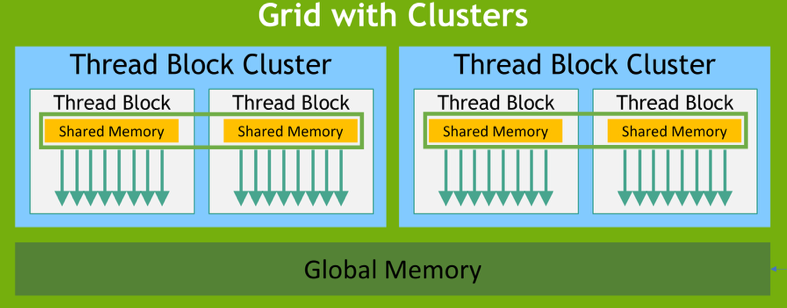 Grid with Clusters
Thread Block Cluster
Thread Block Cluster
Thread Block
Thread Block
Thread Block
Thread Block
Shared Memory
Shared Memory
Shared Memory
Shared Memory
Global Memory